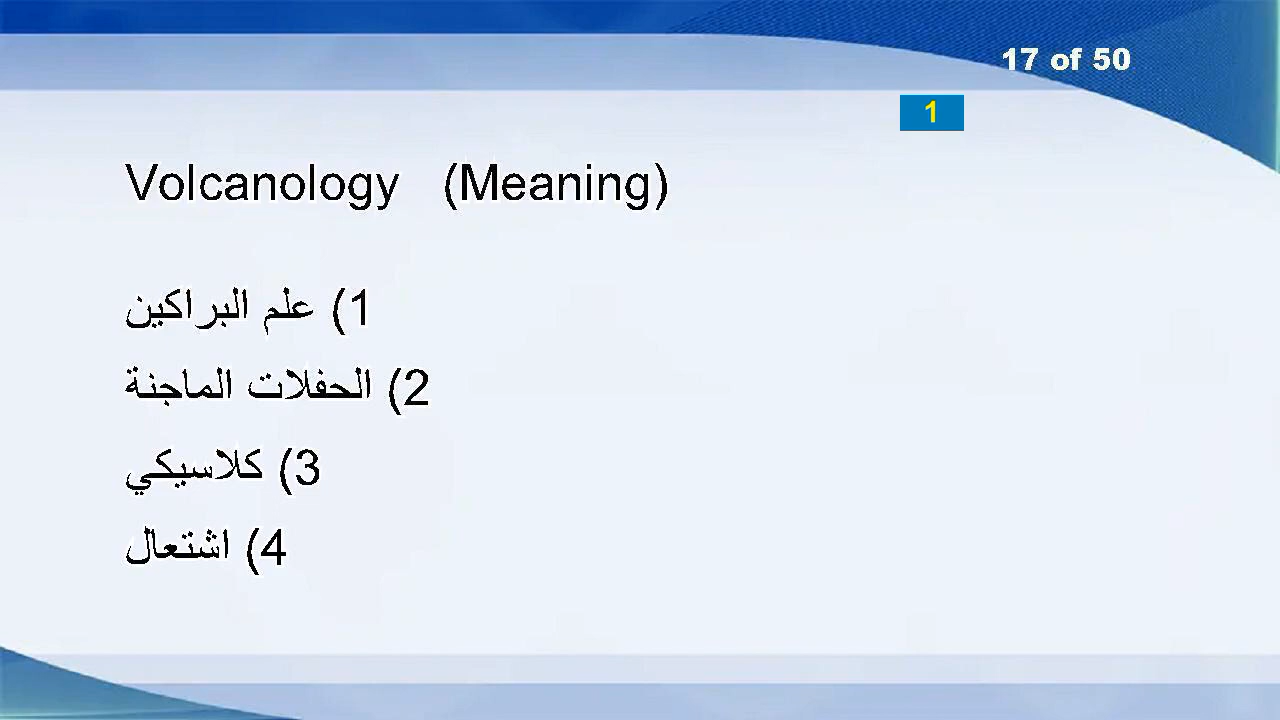 17 of 50
1
Volcanology (Meaning)
1) علم البراكين
2) الحفلات الماجنة
3) كلاسيكي
4) اشتعال